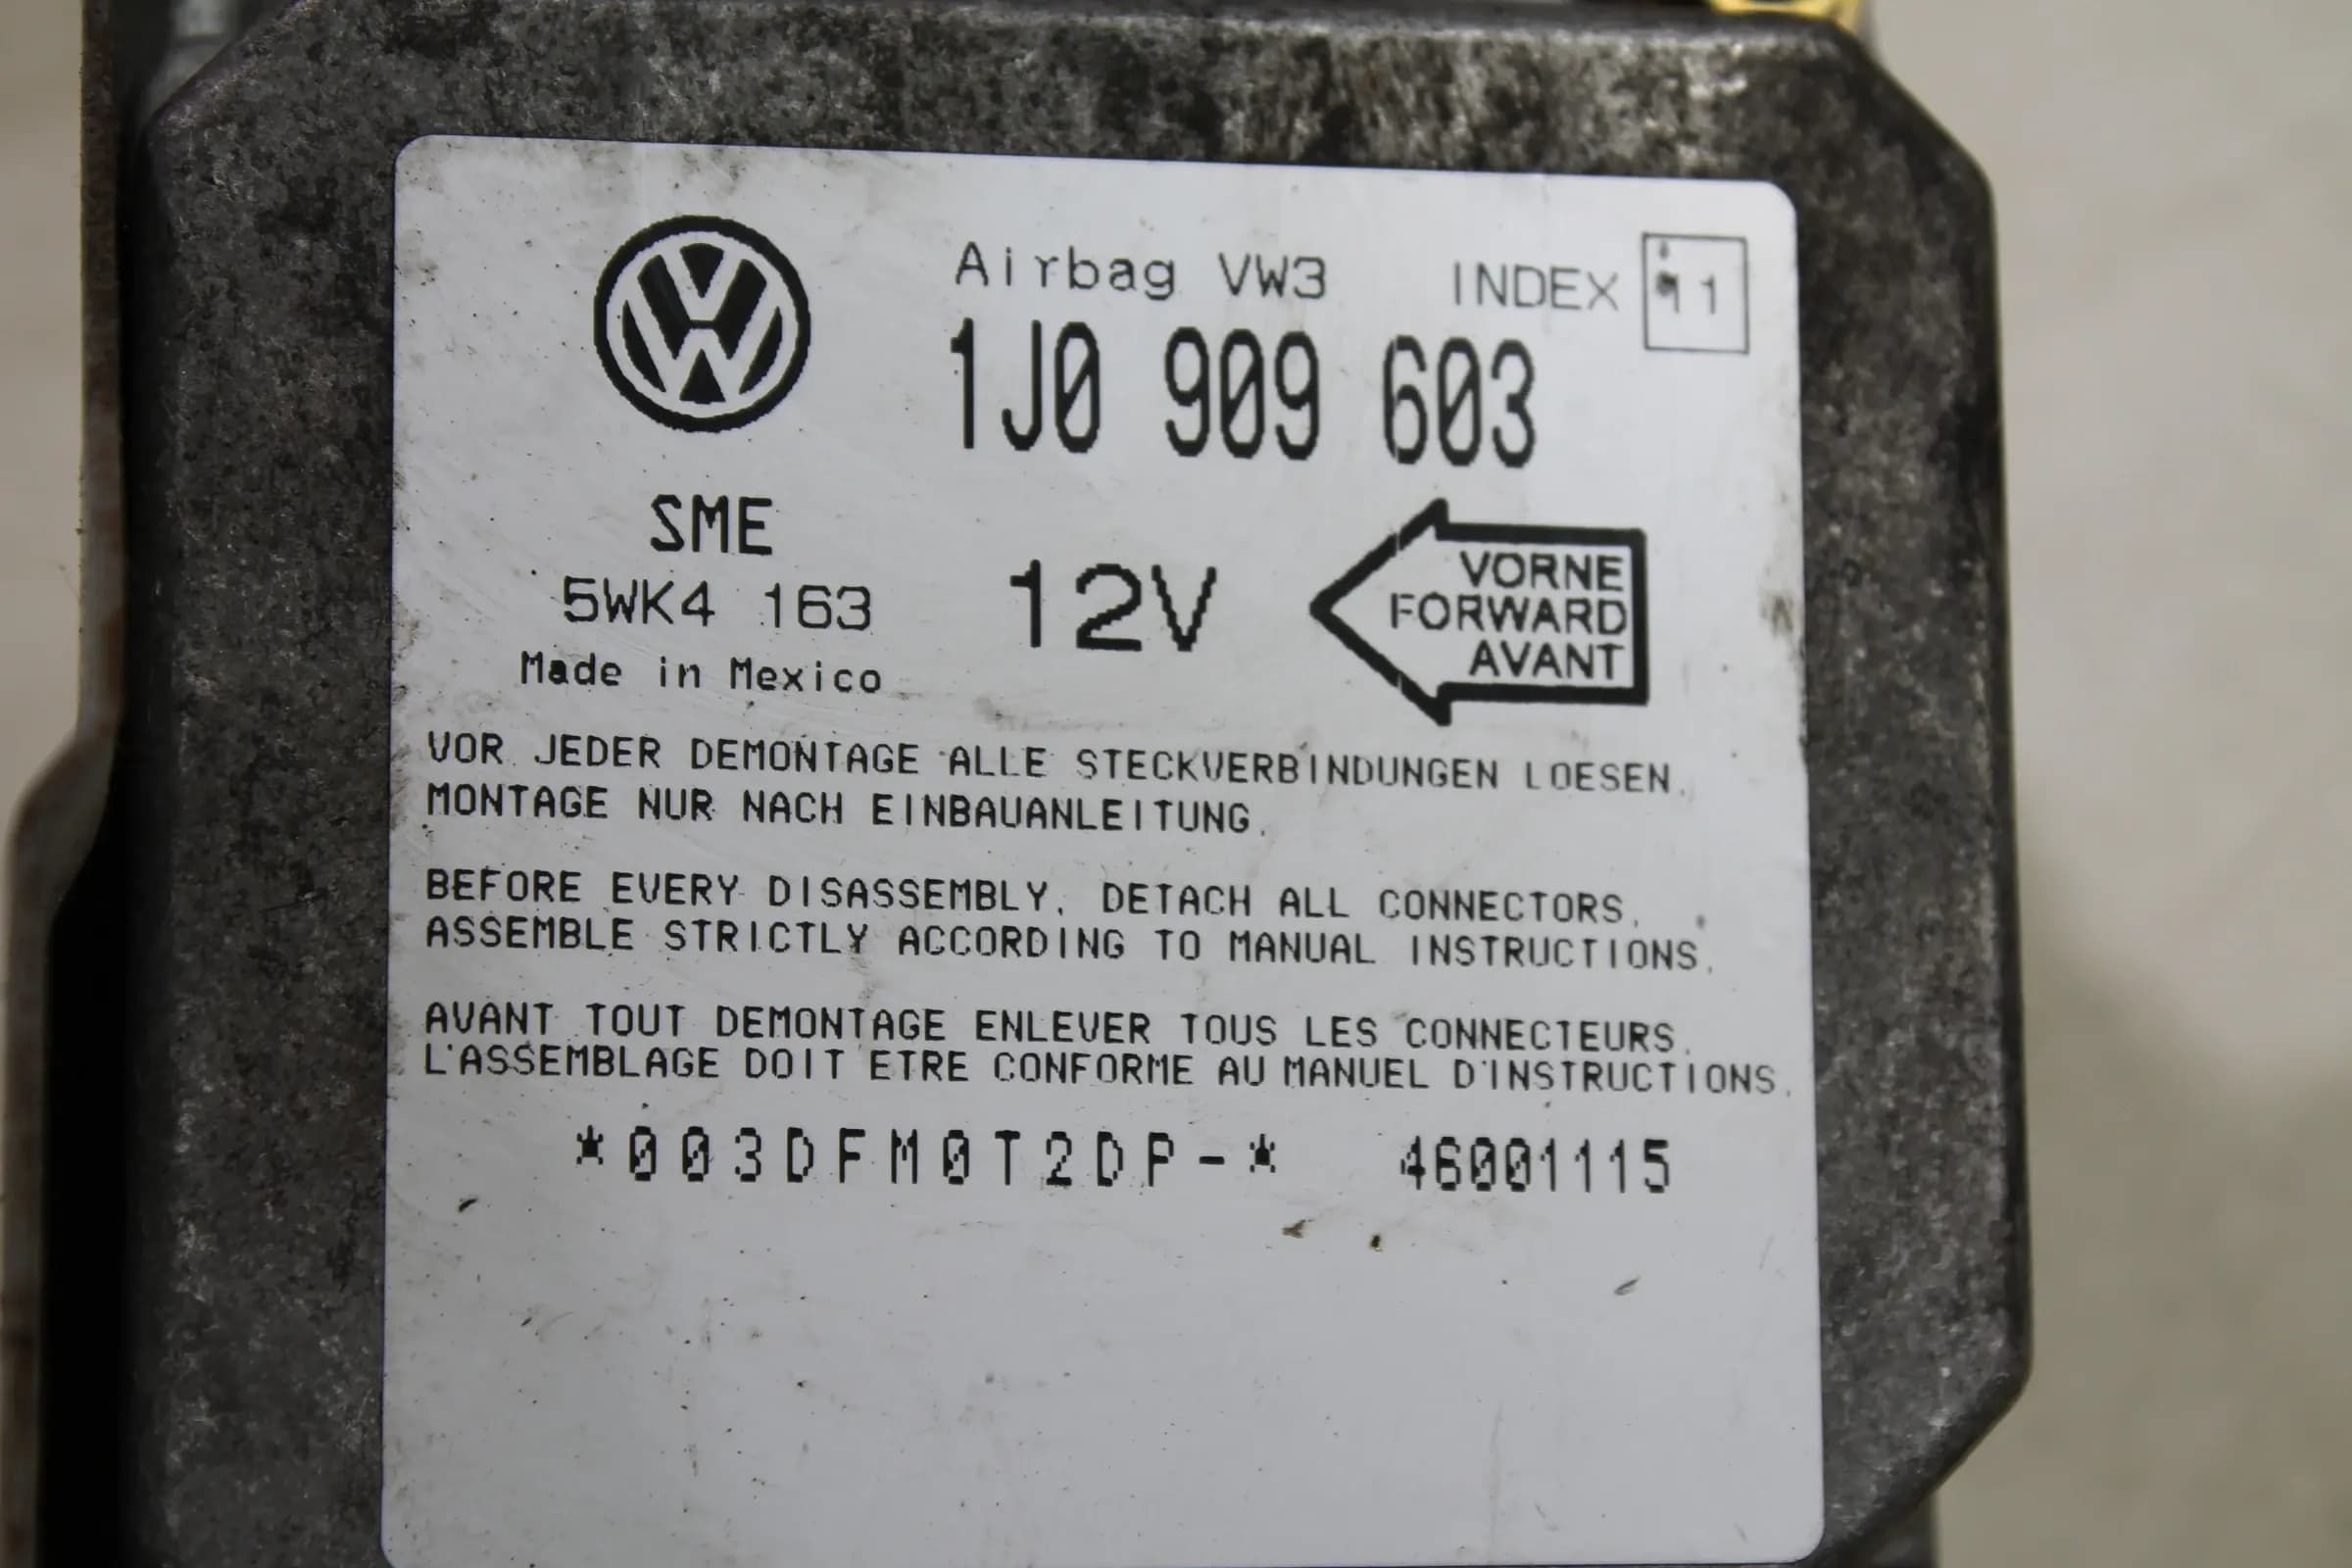 Airbag VW3 INDEX 11
1J0 909 603
SME
5WK4 163
Made in Mexico
12V
VORNE
FORWARD
AVANT
VOR JEDER DEMONTAGE ALLE STECKVERBINDUNGEN LOESEN.
MONTAGE NUR NACH EINBAUANLEITUNG.
BEFORE EVERY DISASSEMBLY, DETACH ALL CONNECTORS.
ASSEMBLE STRICTLY ACCORDING TO MANUAL INSTRUCTIONS.
AVANT TOUT DEMONTAGE ENLEVER TOUS LES CONNECTEURS.
L'ASSEMBLAGE DOIT ETRE CONFORME AU MANUEL D'INSTRUCTIONS.
*003DFM0T2DP-* 46001115